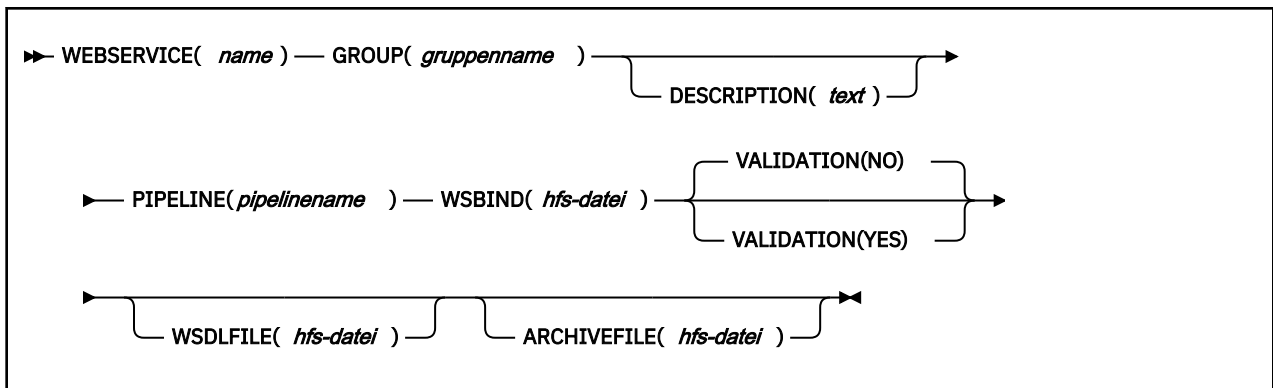 WEBSERVICE( name ) GROUP( gruppenname )
DESCRIPTION( text )
VALIDATION(NO)
PIPELINE( pipelinename ) WSBIND( hfs-datei )
VALIDATION(YES)
WSDLFILE( hfs-datei ) ARCHIVEFILE( hfs-datei )